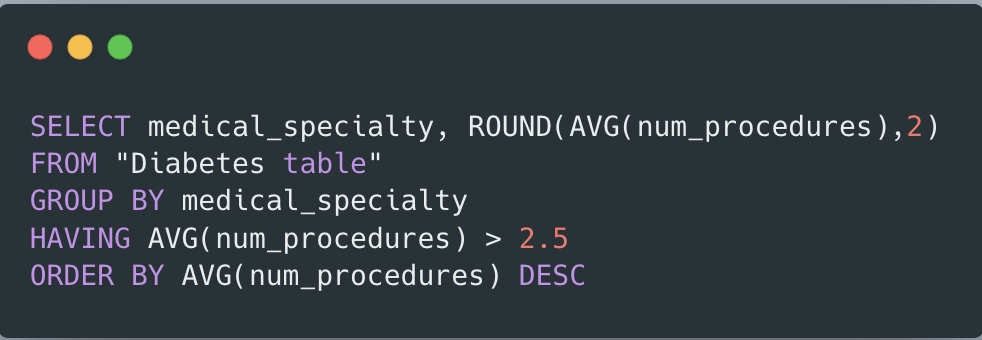 SELECT medical_specialty, ROUND(AVG(num_procedures),2)
FROM "Diabetes table"
GROUP BY medical_specialty
HAVING AVG(num_procedures) > 2.5
ORDER BY AVG(num_procedures) DESC